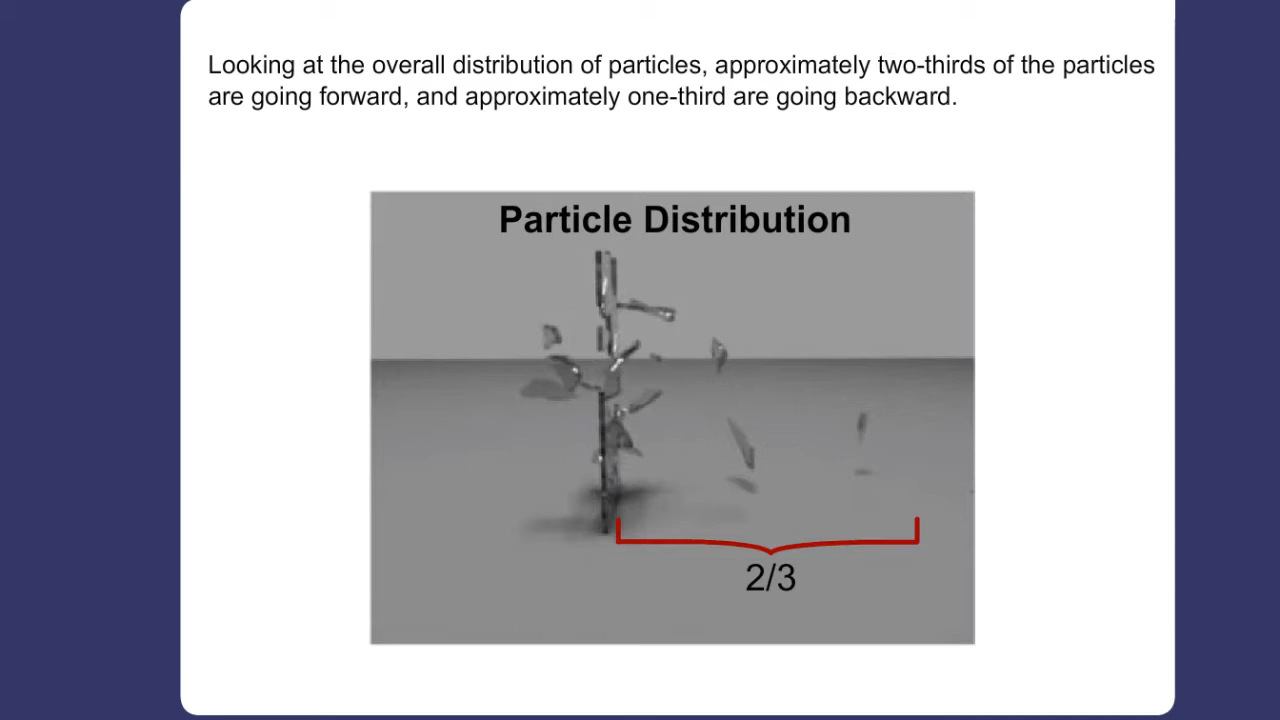 Looking at the overall distribution of particles, approximately two-thirds of the particles
are going forward, and approximately one-third are going backward.
Particle Distribution
2/3